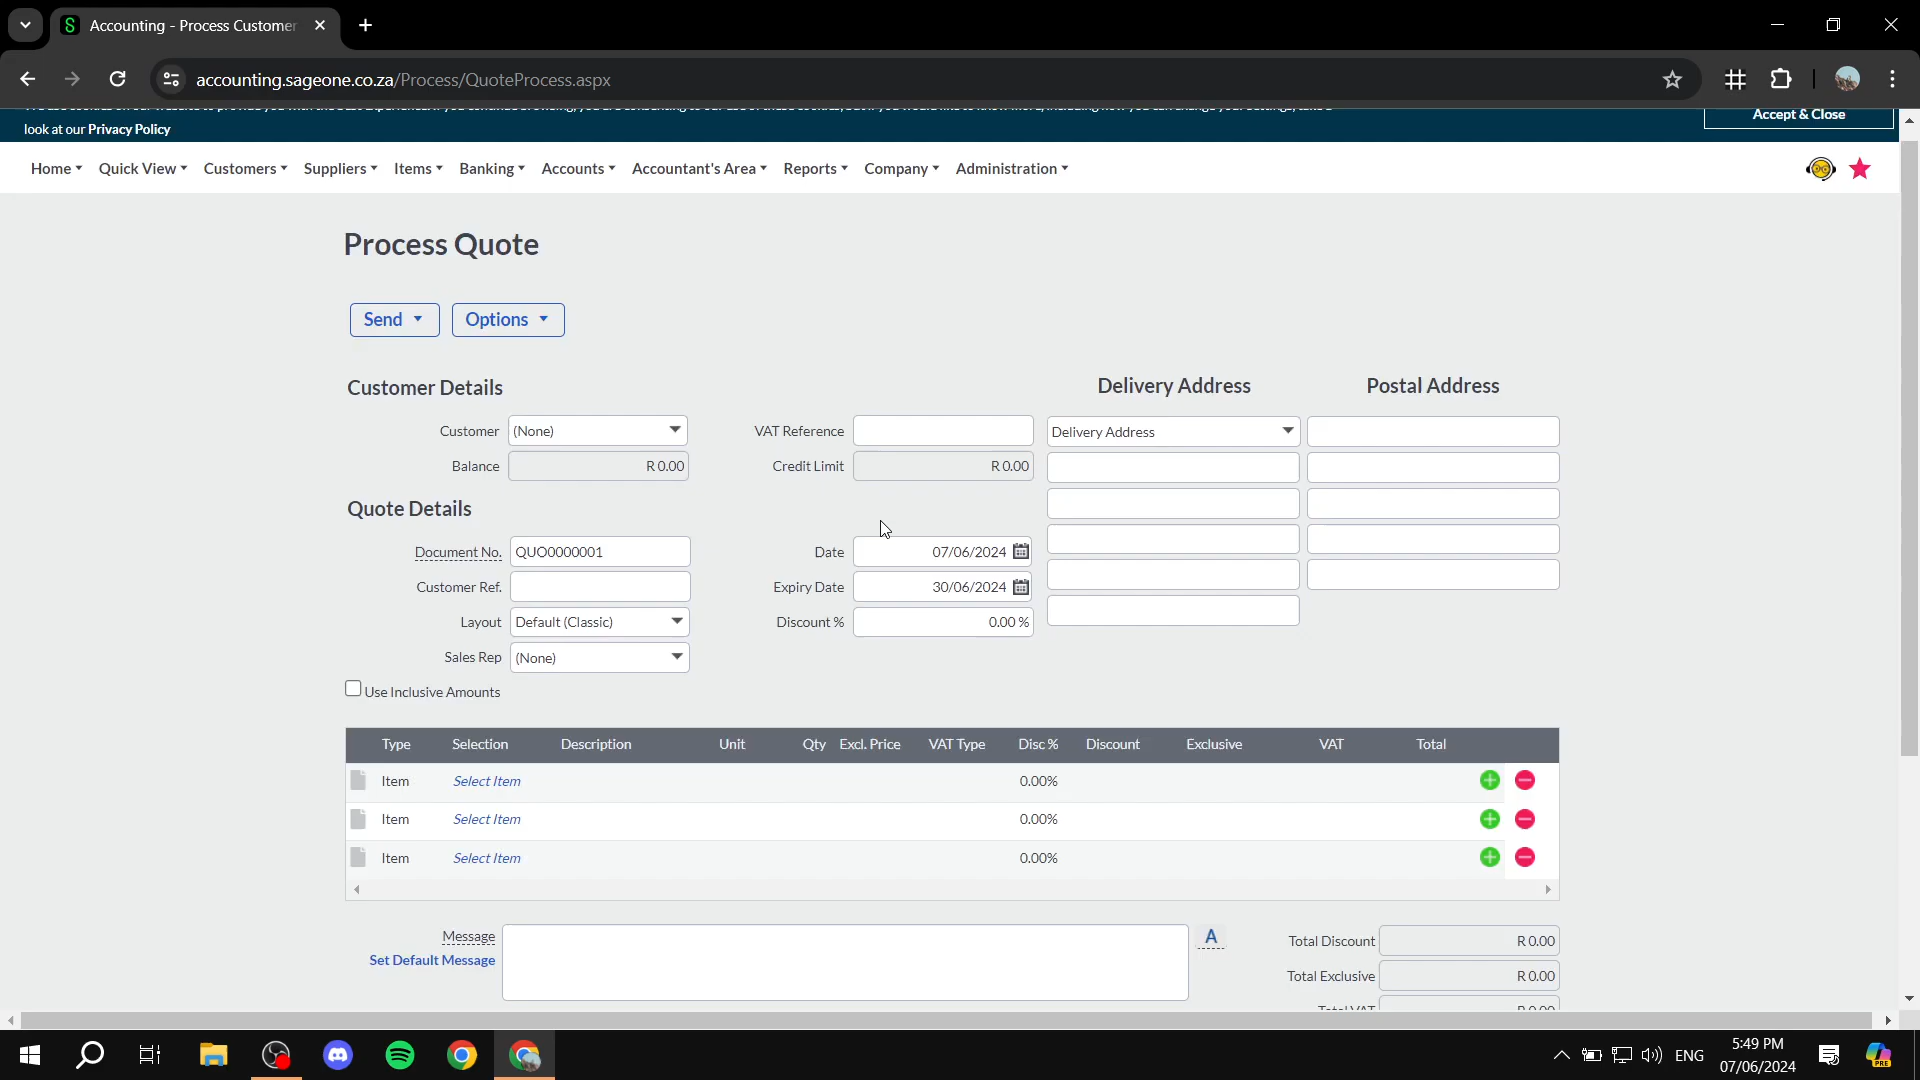 Accounting - Process Customer
accounting.sageone.co.za/Process/QuoteProcess.aspx
look at our Privacy Policy
Accept & Close
Home Quick View Customers Suppliers Items Banking Accounts Accountant's Area Reports Company Administration
Process Quote
Send Options
Customer Details Delivery Address Postal Address
Customer (None) VAT Reference Delivery Address
Balance R 0.00 Credit Limit R 0.00
Quote Details
Document No. QUO0000001 Date 07/06/2024
Customer Ref. Expiry Date 30/06/2024
Layout Default (Classic) Discount % 0.00 %
Sales Rep (None)
Use Inclusive Amounts
Type Selection Description Unit Qty Excl. Price VAT Type Disc % Discount Exclusive VAT Total
Item Select Item 0.00%
Item Select Item 0.00%
Item Select Item 0.00%
Message A Total Discount R 0.00
Set Default Message
Total Exclusive R 0.00
Total VAT R 0.00
ENG 5:49 PM
07/06/2024
PRE